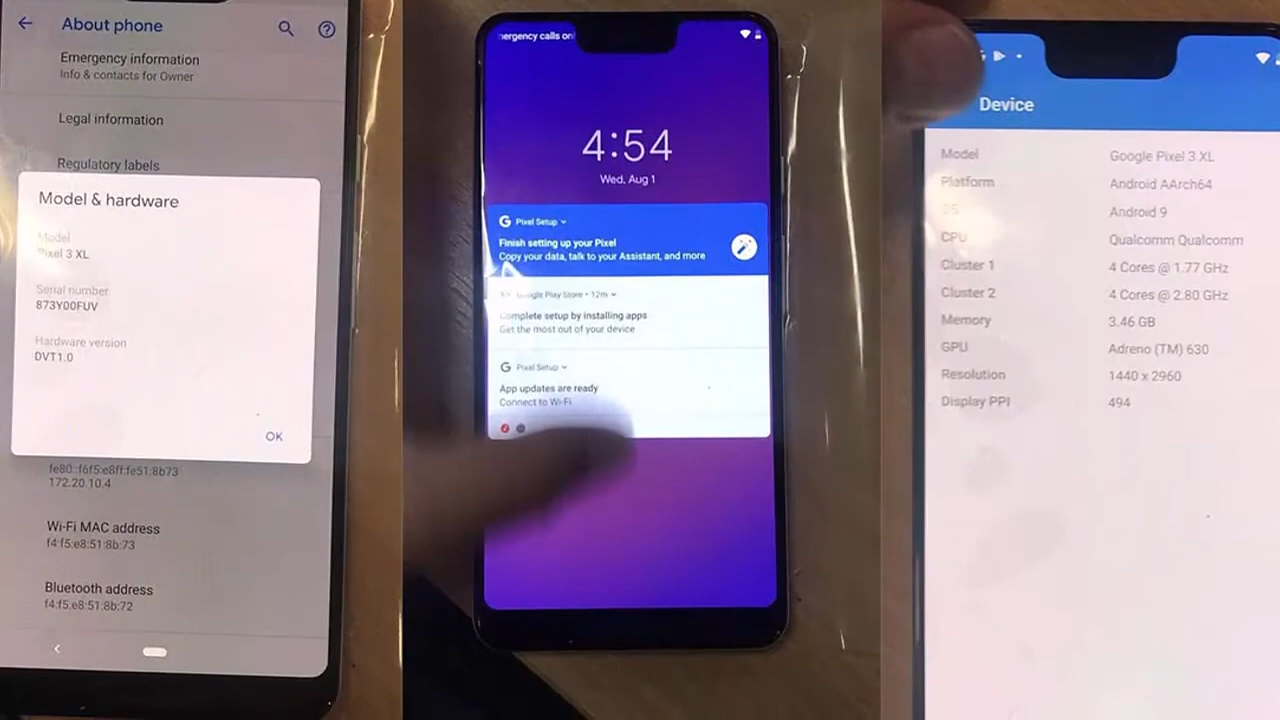 About phone
Emergency information
Info & contacts for Owner
Legal information
Regulatory labels
Model & hardware
Model
Pixel 3 XL
Serial number
873Y00FUV
Hardware version
DVT1.0
OK
fe80::f6f5:e8ff:fe51:8b73
172.20.10.4
Wi-Fi MAC address
f4:f5:e8:51:8b:73
Bluetooth address
f4:f5:e8:51:8b:72
ergency calls onl
4:54
Wed, Aug 1
G Pixel Setup
Finish setting up your Pixel
Copy your data, talk to your Assistant, and more
Google Play Store • 12m
Complete setup by installing apps
Get the most out of your device
G Pixel Setup
App updates are ready
Connect to Wi-Fi
Device
Model Google Pixel 3 XL
Platform Android AArch64
OS Android 9
CPU Qualcomm Qualcomm
Cluster 1 4 Cores @ 1.77 GHz
Cluster 2 4 Cores @ 2.80 GHz
Memory 3.46 GB
GPU Adreno (TM) 630
Resolution 1440 x 2960
Display PPI 494